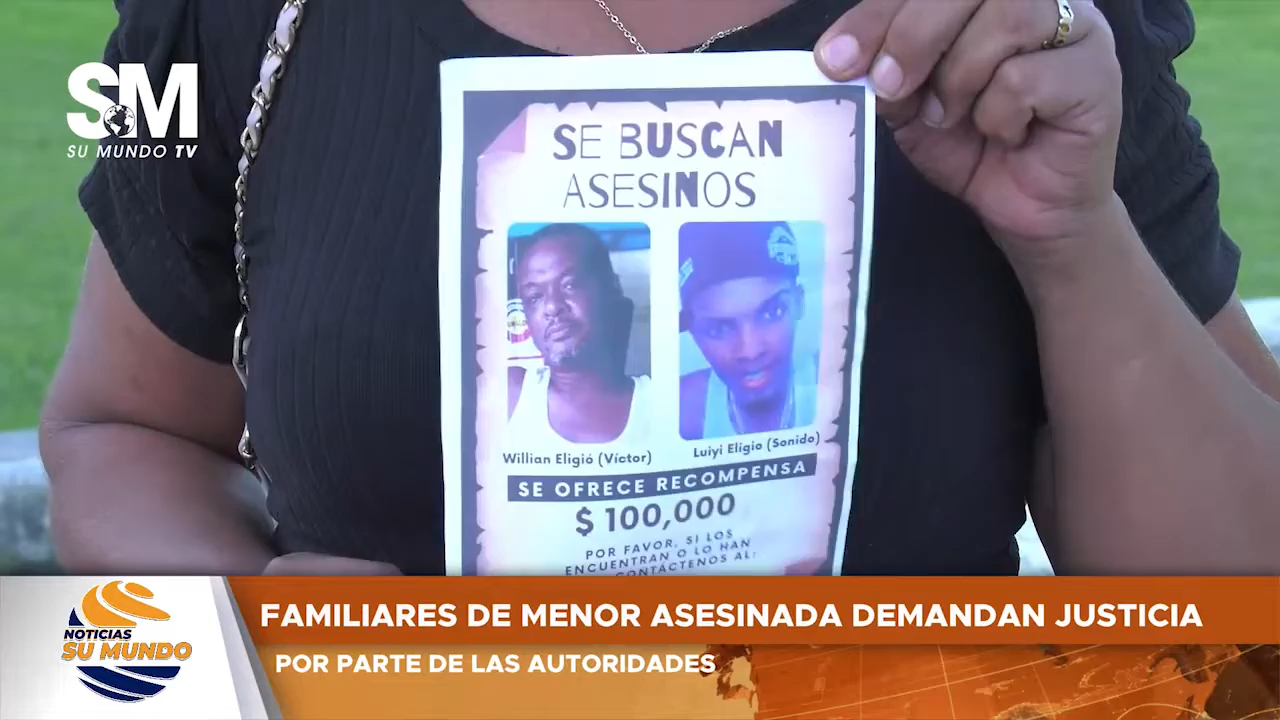 SM
SU MUNDO TV
SE BUSCAN
ASESINOS
Willian Eligió (Víctor)
Luiyi Eligio (Sonido)
SE OFRECE RECOMPENSA
$ 100,000
POR FAVOR, SI LOS
ENCUENTRAN O LO HAN
CONTÁCTENOS AL:
NOTICIAS
SU MUNDO
FAMILIARES DE MENOR ASESINADA DEMANDAN JUSTICIA
POR PARTE DE LAS AUTORIDADES